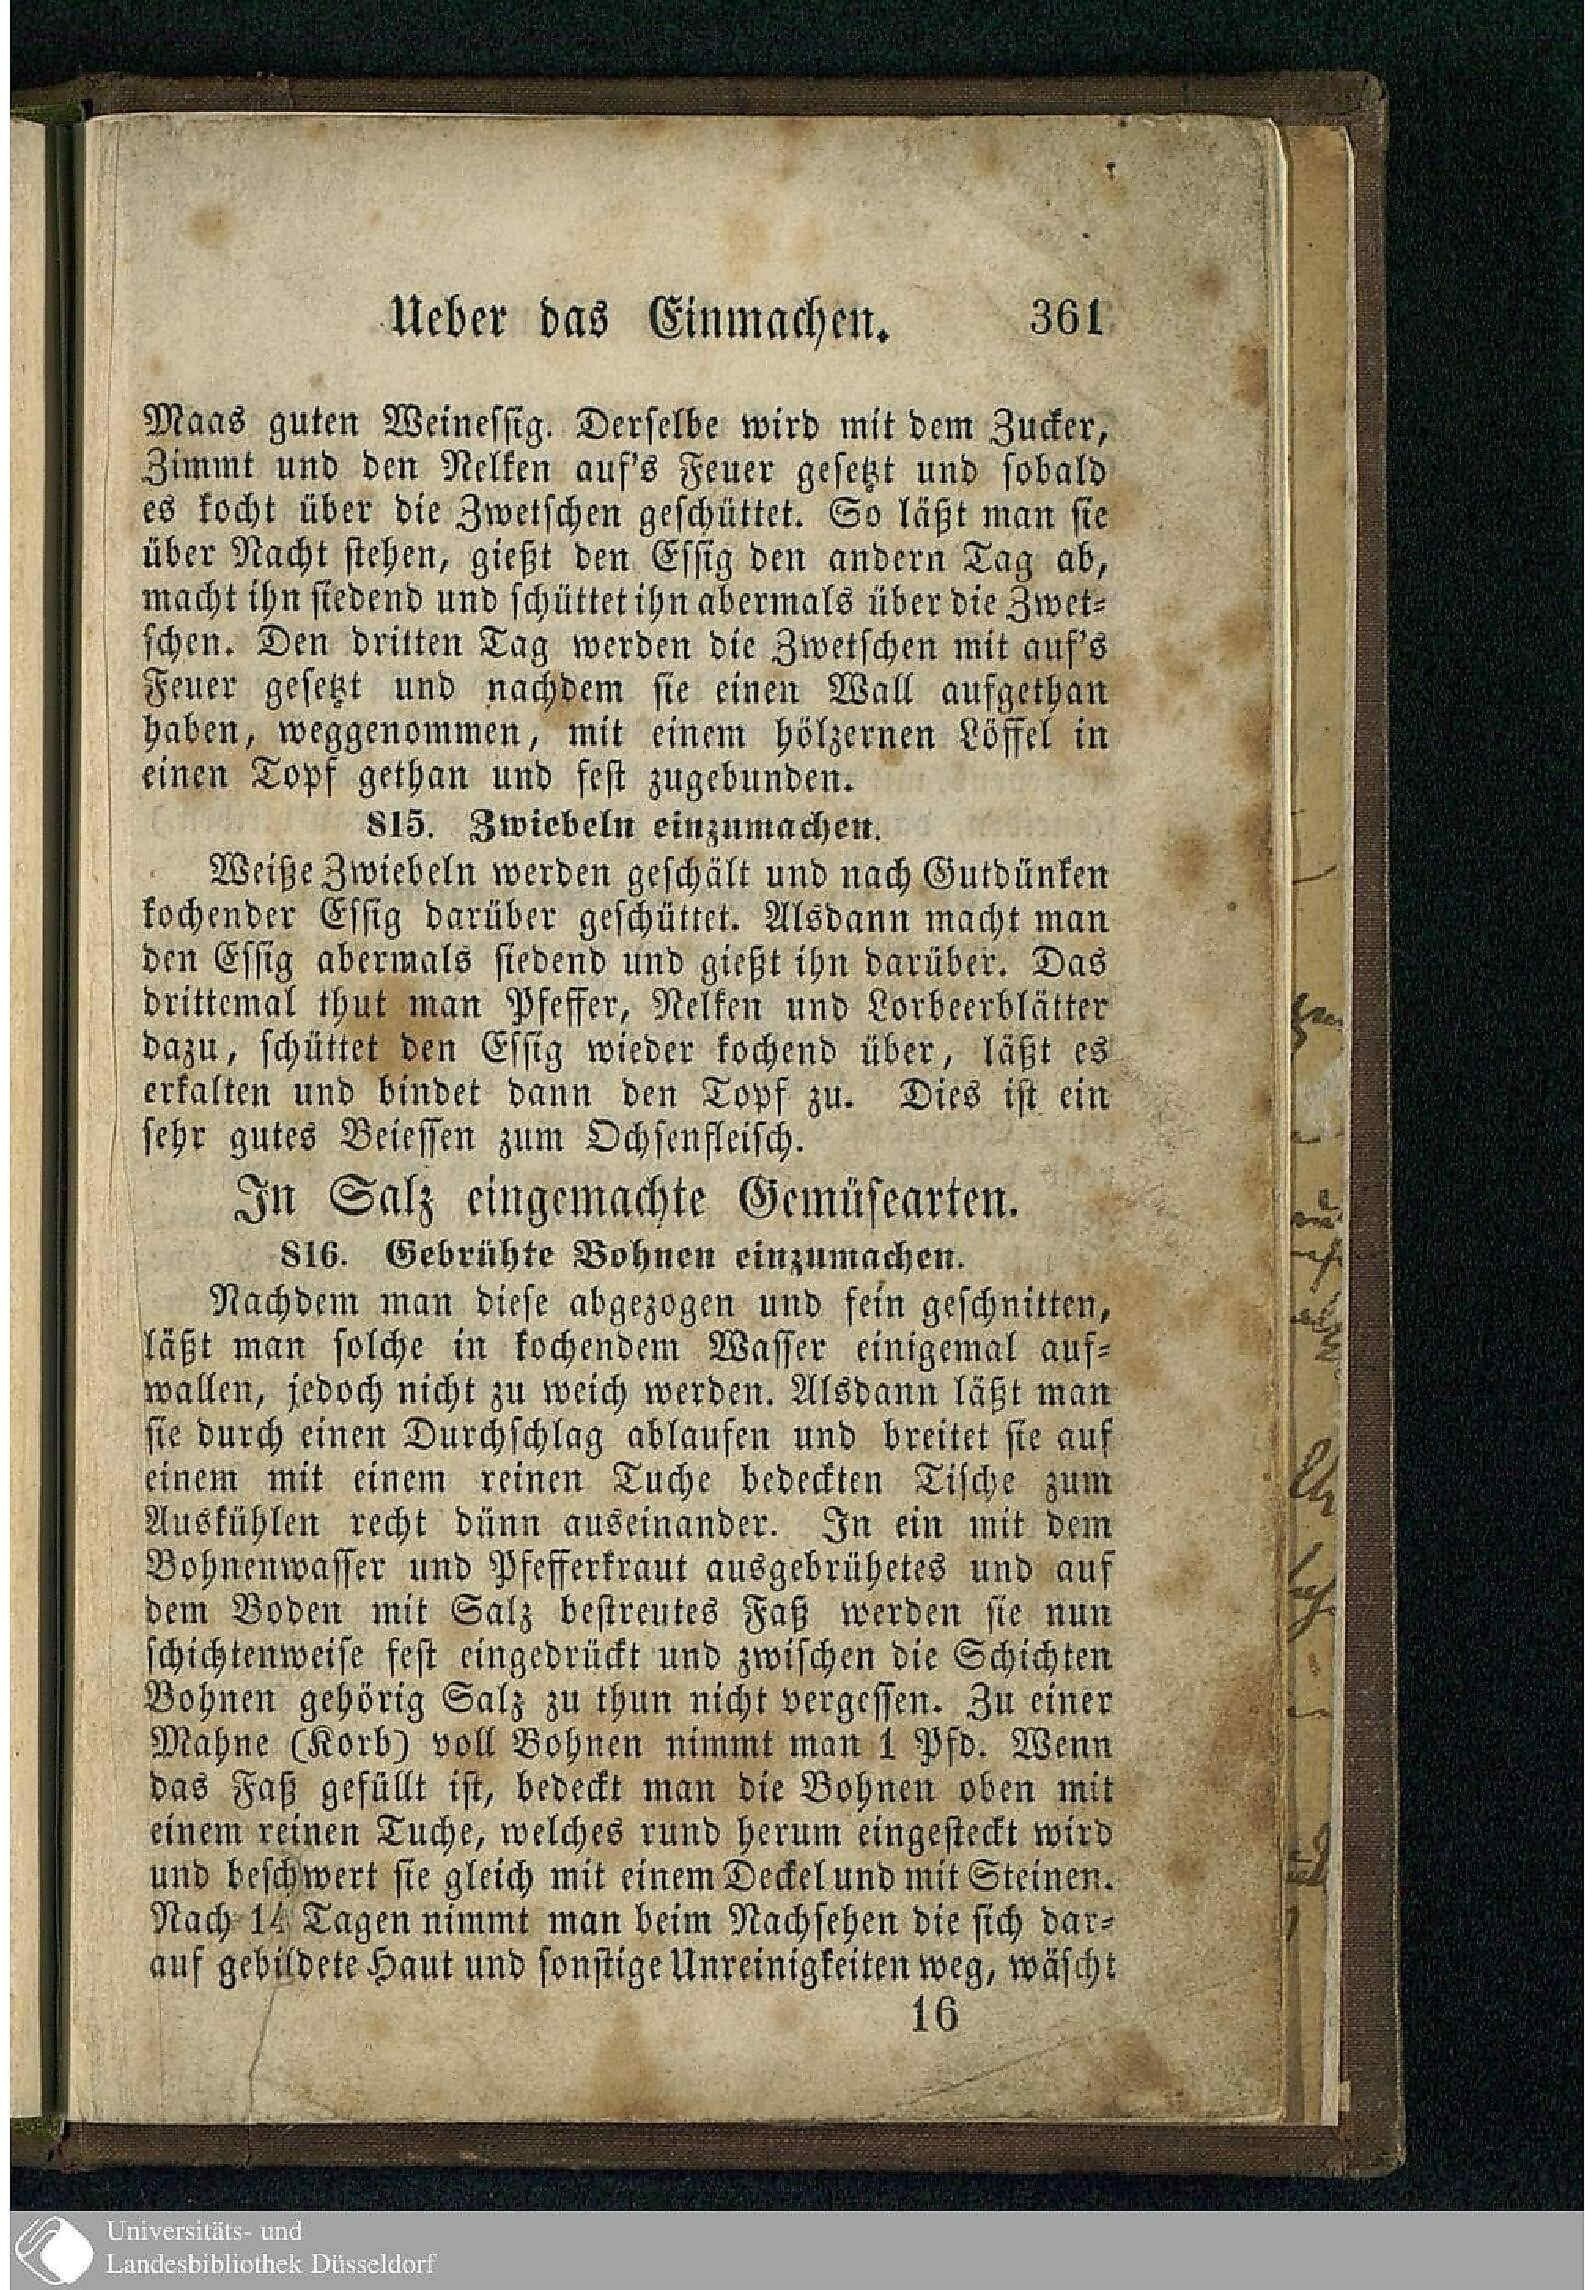 Ueber das Einmachen. 361
Maas guten Weinessig. Derselbe wird mit dem Zucker,
Zimmt und den Nelken auf's Feuer gesetzt und sobald
es kocht über die Zwetschen geschüttet. So läßt man sie
über Nacht stehen, gießt den Essig den andern Tag ab,
macht ihn siedend und schüttet ihn abermals über die Zwet-
schen. Den dritten Tag werden die Zwetschen mit auf's
Feuer gesetzt und nachdem sie einen Wall aufgethan
haben, weggenommen, mit einem hölzernen Löffel in
einen Topf gethan und fest zugebunden.
815. Zwiebeln einzumachen.
Weiße Zwiebeln werden geschält und nach Gutdünken
kochender Essig darüber geschüttet. Alsdann macht man
den Essig abermals siedend und gießt ihn darüber. Das
drittemal thut man Pfeffer, Nelken und Lorbeerblätter
dazu, schüttet den Essig wieder kochend über, läßt es
erkalten und bindet dann den Topf zu. Dies ist ein
sehr gutes Beiessen zum Ochsenfleisch.
In Salz eingemachte Gemüsearten.
816. Gebrühte Bohnen einzumachen.
Nachdem man diese abgezogen und fein geschnitten,
läßt man solche in kochendem Wasser einigemal auf-
wallen, jedoch nicht zu weich werden. Alsdann läßt man
sie durch einen Durchschlag ablaufen und breitet sie auf
einem mit einem reinen Tuche bedeckten Tische zum
Auskühlen recht dünn auseinander. In ein mit dem
Bohnenwasser und Pfefferkraut ausgebrühetes und auf
dem Boden mit Salz bestreutes Faß werden sie nun
schichtenweise fest eingedrückt und zwischen die Schichten
Bohnen gehörig Salz zu thun nicht vergessen. Zu einer
Mahne (Korb) voll Bohnen nimmt man 1 Pfd. Wenn
das Faß gefüllt ist, bedeckt man die Bohnen oben mit
einem reinen Tuche, welches rund herum eingesteckt wird
und beschwert sie gleich mit einem Deckel und mit Steinen.
Nach 14 Tagen nimmt man beim Nachsehen die sich dar-
auf gebildete Haut und sonstige Unreinigkeiten weg, wäscht
16
Universitäts- und
Landesbibliothek Düsseldorf